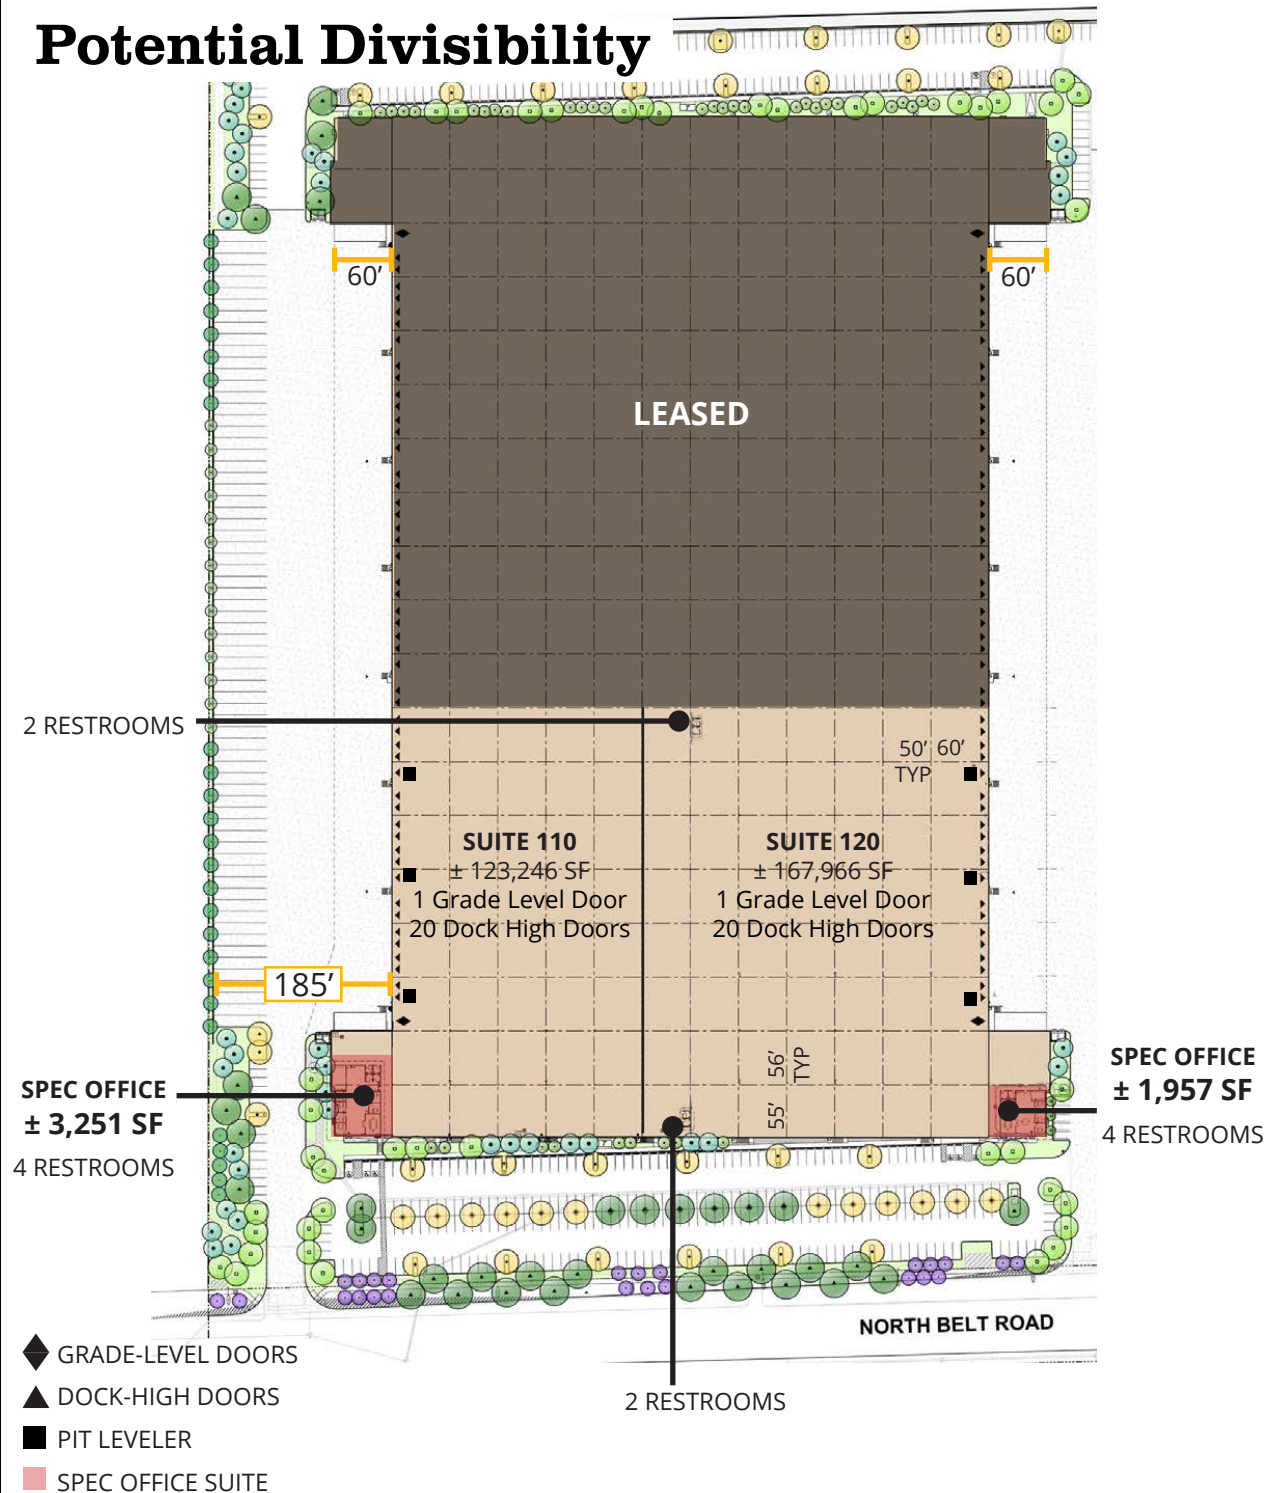 Potential Divisibility
60’
60’
LEASED
2 RESTROOMS
50’ 60’
TYP
SUITE 110
± 123,246 SF
1 Grade Level Door
20 Dock High Doors
SUITE 120
± 167,966 SF
1 Grade Level Door
20 Dock High Doors
185’
56’
TYP
55’
SPEC OFFICE
± 3,251 SF
4 RESTROOMS
SPEC OFFICE
± 1,957 SF
4 RESTROOMS
NORTH BELT ROAD
2 RESTROOMS
GRADE-LEVEL DOORS
DOCK-HIGH DOORS
PIT LEVELER
SPEC OFFICE SUITE